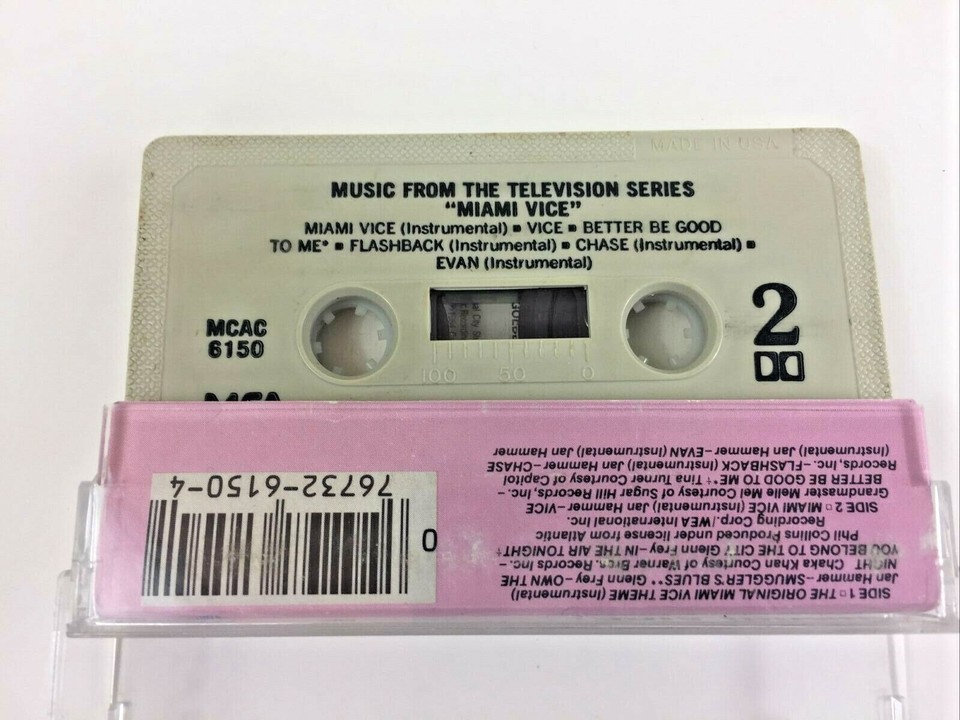 MADE IN USA
MUSIC FROM THE TELEVISION SERIES
"MIAMI VICE"
MIAMI VICE (Instrumental) ▪ VICE ▪ BETTER BE GOOD
TO ME* ▪ FLASHBACK (Instrumental) ▪ CHASE (Instrumental) ▪
EVAN (Instrumental)
MCAC
6150
2
100 50 0
MCA
SIDE 1 ▫ THE ORIGINAL MIAMI VICE THEME (Instrumental)
Jan Hammer–SMUGGLER'S BLUES** Glenn Frey–OWN THE
NIGHT Chaka Khan Courtesy of Warner Bros. Records Inc.–
YOU BELONG TO THE CITY Glenn Frey–IN THE AIR TONIGHT†
Phil Collins Produced under license from Atlantic
Recording Corp./WEA International Inc.
SIDE 2 ▫ MIAMI VICE (Instrumental) Jan Hammer–VICE
Grandmaster Melle Mel Courtesy of Sugar Hill Records, Inc.–
BETTER BE GOOD TO ME*† Tina Turner Courtesy of Capitol
Records, Inc.–FLASHBACK (Instrumental) Jan Hammer–CHASE
(Instrumental) Jan Hammer–EVAN (Instrumental) Jan Hammer
0
76732-6150-4